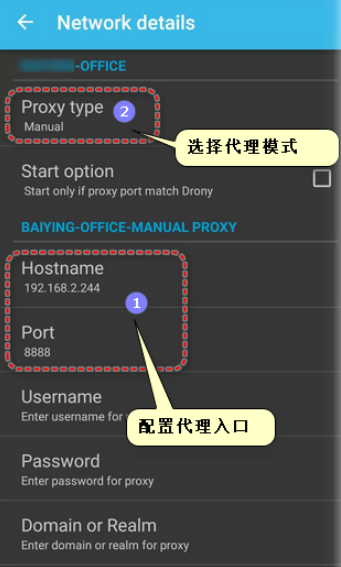 Network details
-OFFICE
Proxy type
2
Manual
选择代理模式
Start option
Start only if proxy port match Drony
BAIYING-OFFICE-MANUAL PROXY
Hostname
192.168.2.244
1
Port
8888
Username
Enter username for
配置代理入口
Password
Enter password for proxy
Domain or Realm
Enter domain or realm for proxy